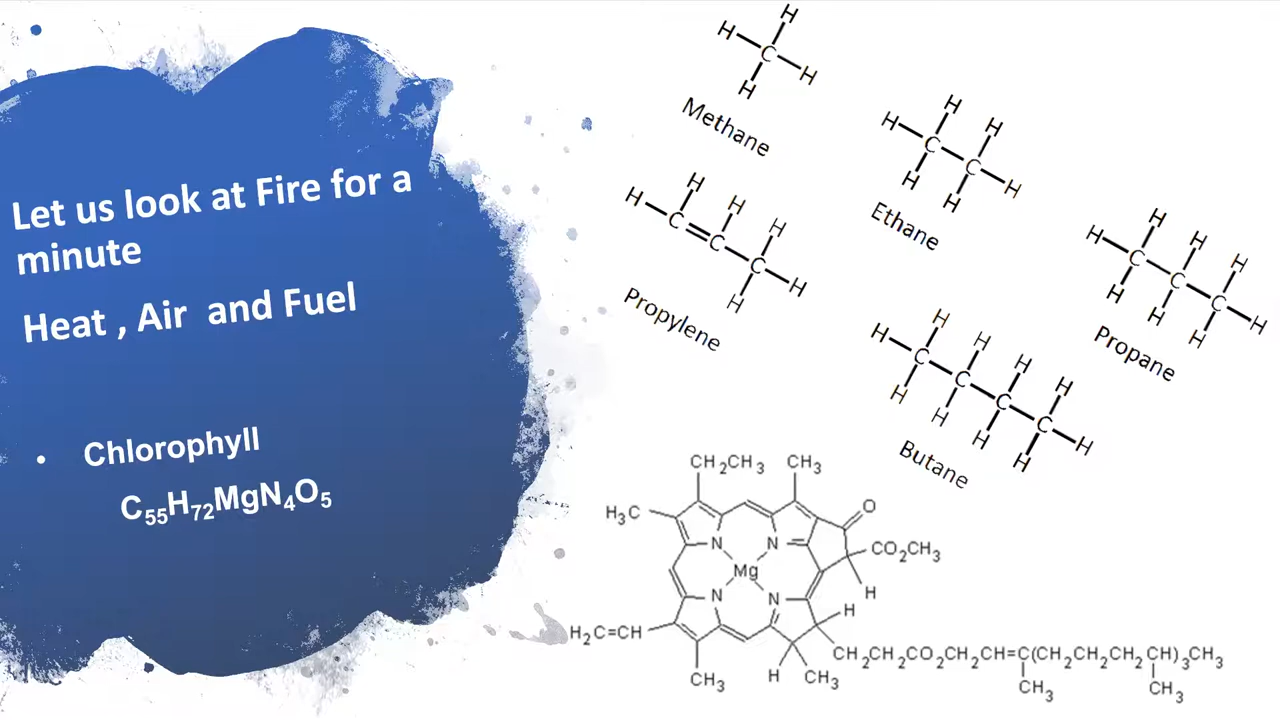 Let us look at Fire for a
minute
Heat , Air and Fuel
• Chlorophyll
C₅₅H₇₂MgN₄O₅
H
H C H
H
Methane
H H
H C C H
H H
Ethane
H H H
H C=C C H
H
Propylene
H H H
H C C C H
H H H
Propane
H H H H
H C C C C H
H H H H
Butane
CH₂CH₃ CH₃
H₃C O
N N CO₂CH₃
Mg H
N N H
H₂C=CH
CH₂CH₂CO₂CH₂CH=C(CH₂CH₂CH₂CH)₃CH₃
CH₃ H CH₃ CH₃ CH₃